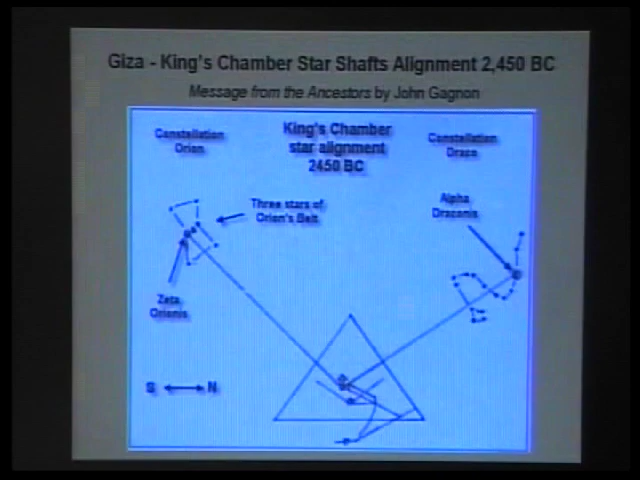 Giza - King's Chamber Star Shafts Alignment 2,450 BC
Message from the Ancestors by John Gagnon
Constellation
Orion
King's Chamber
star alignment
2450 BC
Constellation
Draco
Three stars of
Orion's Belt
Alpha
Draconis
Zeta
Orionis
S N